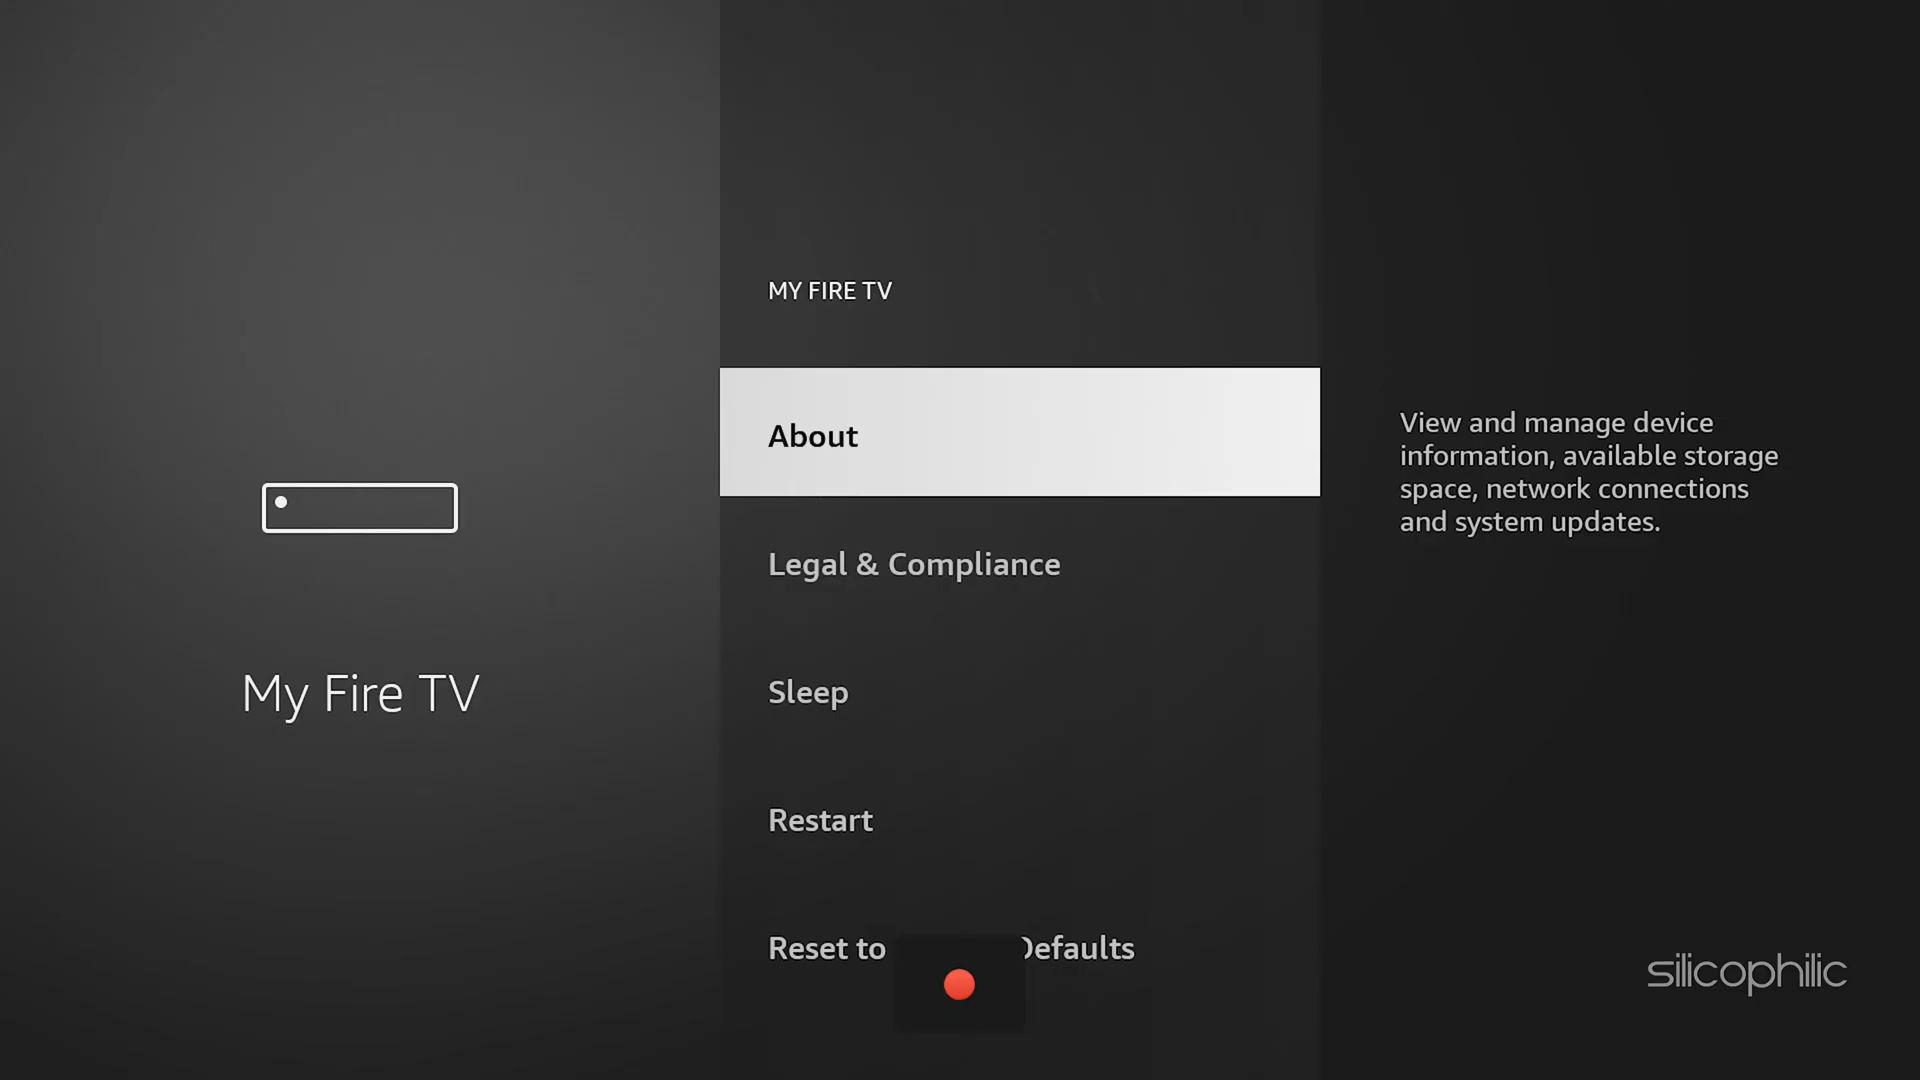 My Fire TV
MY FIRE TV
About
Legal & Compliance
Sleep
Restart
Reset to Defaults
View and manage device
information, available storage
space, network connections
and system updates.
silicophilic